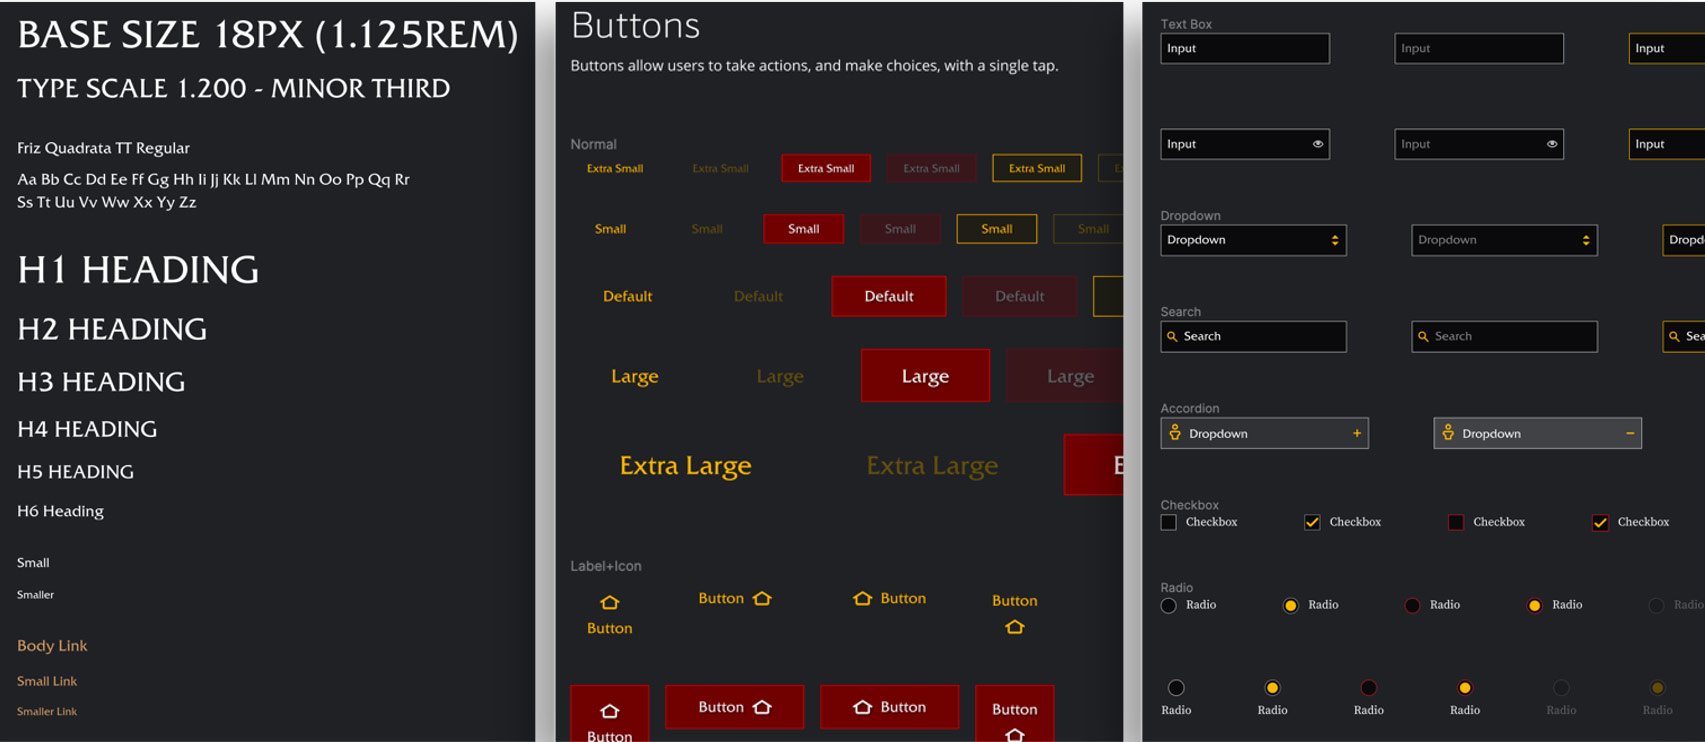 BASE SIZE 18PX (1.125REM)
TYPE SCALE 1.200 - MINOR THIRD
Friz Quadrata TT Regular
Aa Bb Cc Dd Ee Ff Gg Hh Ii Jj Kk Ll Mm Nn Oo Pp Qq Rr
Ss Tt Uu Vv Ww Xx Yy Zz
H1 HEADING
H2 HEADING
H3 HEADING
H4 HEADING
H5 HEADING
H6 Heading
Small
Smaller
Body Link
Small Link
Smaller Link
Buttons
Buttons allow users to take actions, and make choices, with a single tap.
Normal
Extra Small Extra Small Extra Small Extra Small Extra Small
Small Small Small Small Small Small
Default Default Default Default
Large Large Large Large
Extra Large Extra Large
Label+Icon
Button Button Button Button
Button Button Button Button
Text Box
Input Input Input
Input Input Input
Dropdown
Dropdown Dropdown
Search
Search Search
Accordion
Dropdown Dropdown
Checkbox
Checkbox Checkbox Checkbox Checkbox
Radio
Radio Radio Radio Radio Radio
Radio Radio Radio Radio Radio Radio